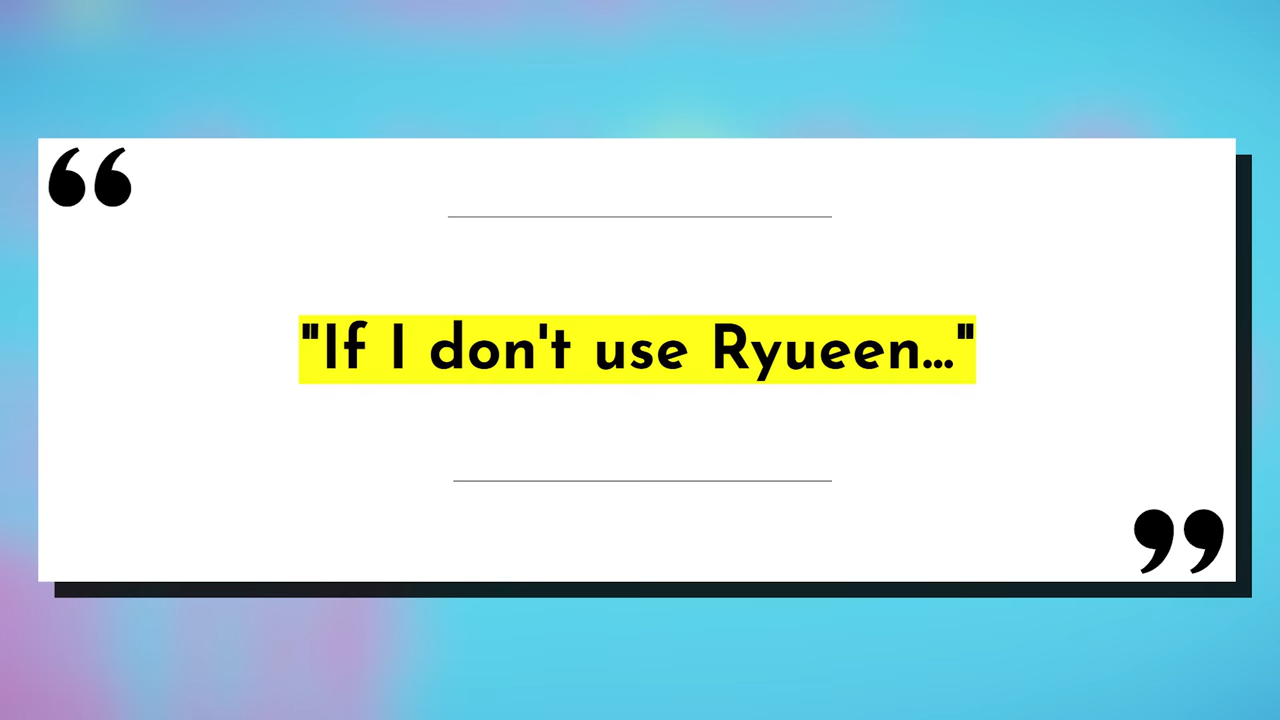 “
"If I don't use Ryueen..."
”